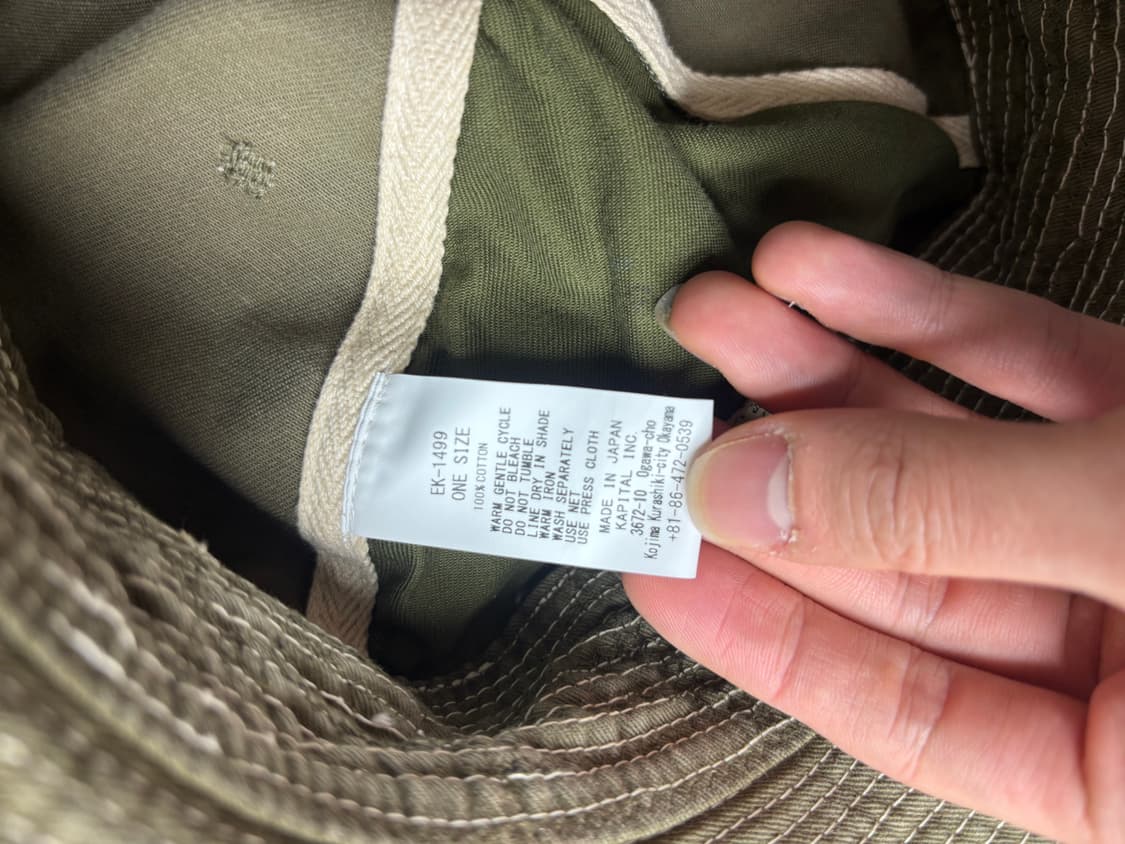 EK-1499
ONE SIZE
100%COTTON
WARM GENTLE CYCLE
DO NOT BLEACH
DO NOT TUMBLE
LINE DRY IN SHADE
WARM IRON
WASH SEPARATELY
USE NET
USE PRESS CLOTH
MADE IN JAPAN
KAPITAL INC.
3672-10 Ogawa-cho
Kojima Kurashiki-city Okayama
+81-86-472-0539